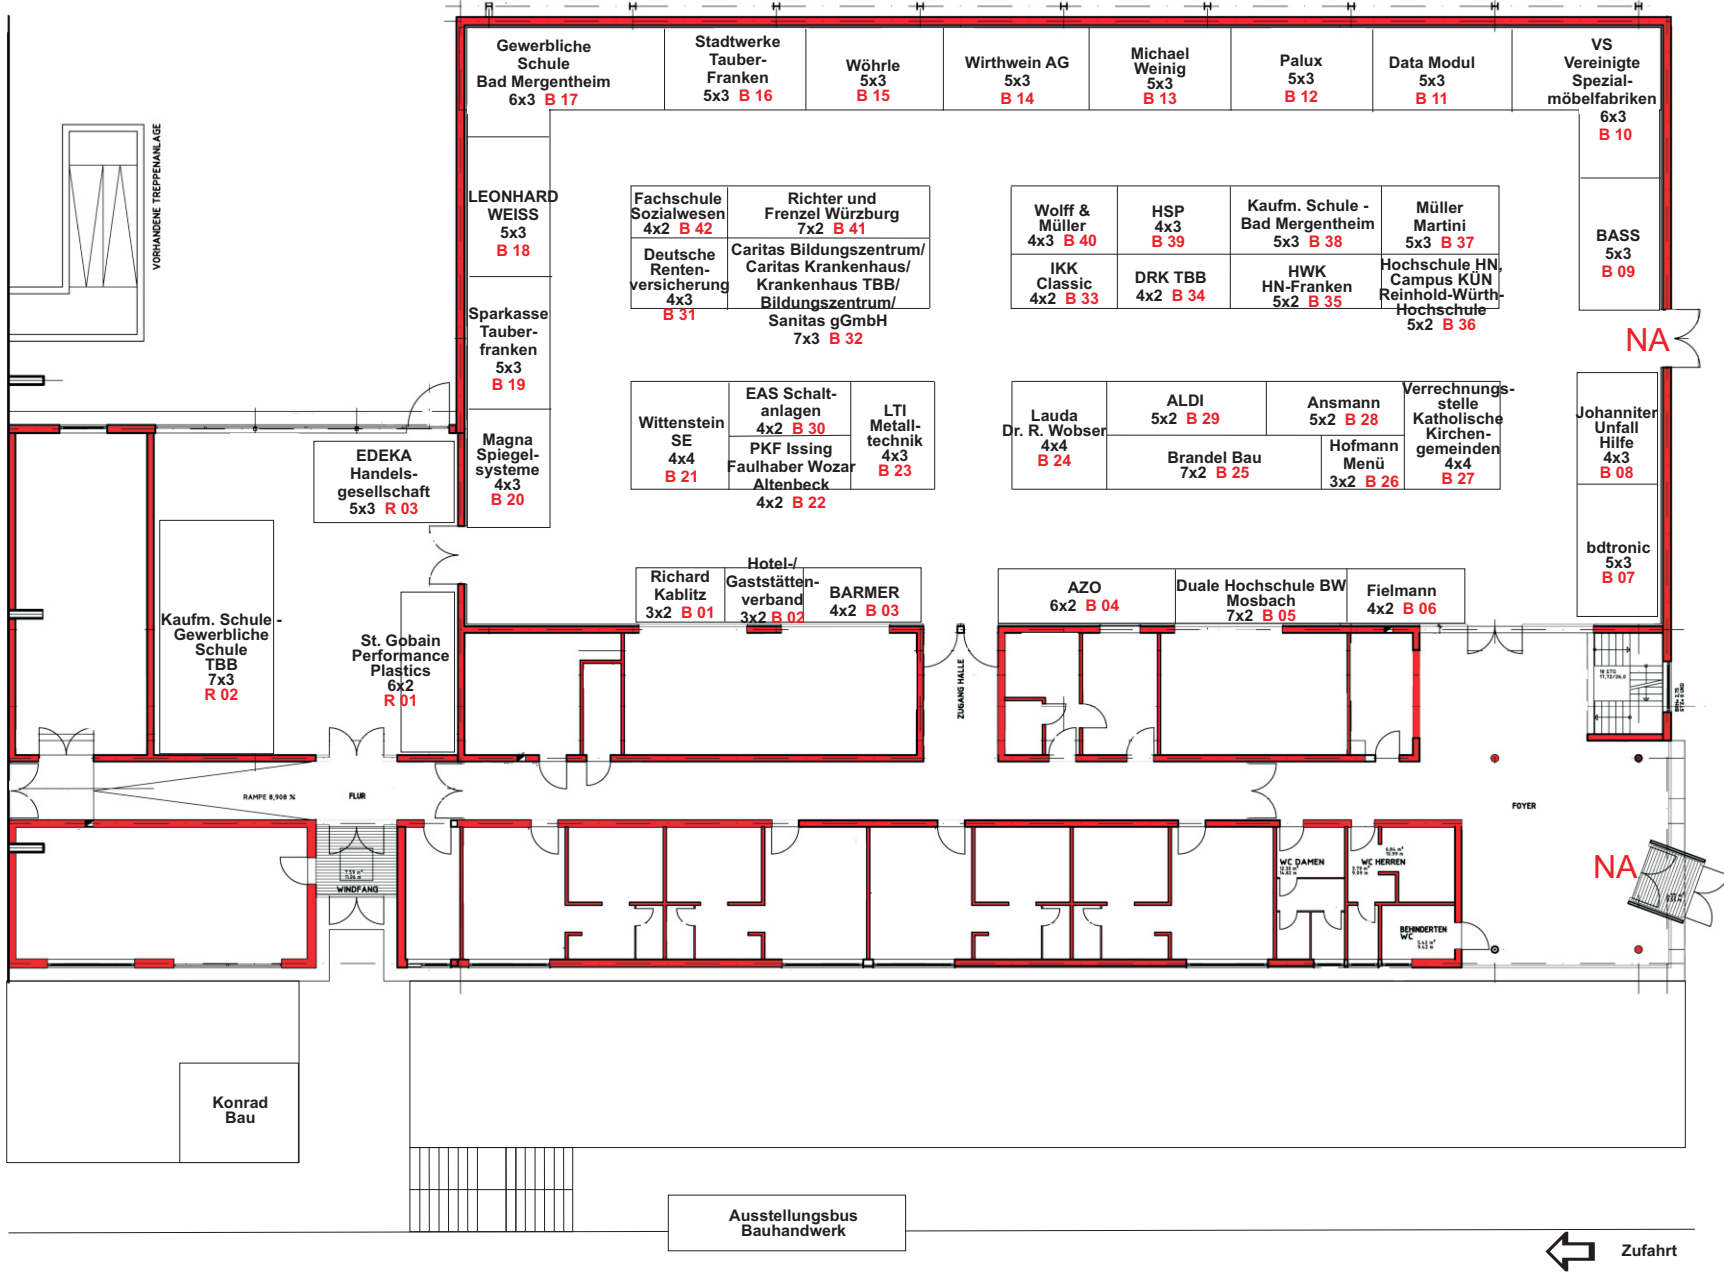 Gewerbliche
Schule
Bad Mergentheim
6x3 B 17
Stadtwerke
Tauber-
Franken
5x3 B 16
Wöhrle
5x3
B 15
Wirthwein AG
5x3
B 14
Michael
Weinig
5x3
B 13
Palux
5x3
B 12
Data Modul
5x3
B 11
VS
Vereinigte
Spezial-
möbelfabriken
6x3
B 10
VORHANDENE TREPPENANLAGE
LEONHARD
WEISS
5x3
B 18
Fachschule
Sozialwesen
4x2 B 42
Richter und
Frenzel Würzburg
7x2 B 41
Deutsche
Renten-
versicherung
4x3
B 31
Caritas Bildungszentrum/
Caritas Krankenhaus/
Krankenhaus TBB/
Bildungszentrum/
Sanitas gGmbH
7x3 B 32
Wolff &
Müller
4x3 B 40
HSP
4x3
B 39
Kaufm. Schule -
Bad Mergentheim
5x3 B 38
Müller
Martini
5x3 B 37
IKK
Classic
4x2 B 33
DRK TBB
4x2 B 34
HWK
HN-Franken
5x2 B 35
Hochschule HN,
Campus KÜN
Reinhold-Würth-
Hochschule
5x2 B 36
BASS
5x3
B 09
NA
Sparkasse
Tauber-
franken
5x3
B 19
Magna
Spiegel-
systeme
4x3
B 20
Wittenstein
SE
4x4
B 21
EAS Schalt-
anlagen
4x2 B 30
PKF Issing
Faulhaber Wozar
Altenbeck
4x2 B 22
LTI
Metall-
technik
4x3
B 23
Lauda
Dr. R. Wobser
4x4
B 24
ALDI
5x2 B 29
Ansmann
5x2 B 28
Brandel Bau
7x2 B 25
Hofmann
Menü
3x2 B 26
Verrechnungs-
stelle
Katholische
Kirchen-
gemeinden
4x4
B 27
Johanniter
Unfall
Hilfe
4x3
B 08
bdtronic
5x3
B 07
EDEKA
Handels-
gesellschaft
5x3 R 03
Kaufm. Schule -
Gewerbliche
Schule
TBB
7x3
R 02
St. Gobain
Performance
Plastics
6x2
R 01
Richard
Kablitz
3x2 B 01
Hotel-/
Gaststätten-
verband
3x2 B 02
BARMER
4x2 B 03
AZO
6x2 B 04
Duale Hochschule BW
Mosbach
7x2 B 05
Fielmann
4x2 B 06
ZUGANG HALLE
RAMPE 8,908 %
FLUR
FOYER
WINDFANG
WC DAMEN
WC HERREN
BEHINDERTEN
WC
NA
Konrad
Bau
Ausstellungsbus
Bauhandwerk
Zufahrt